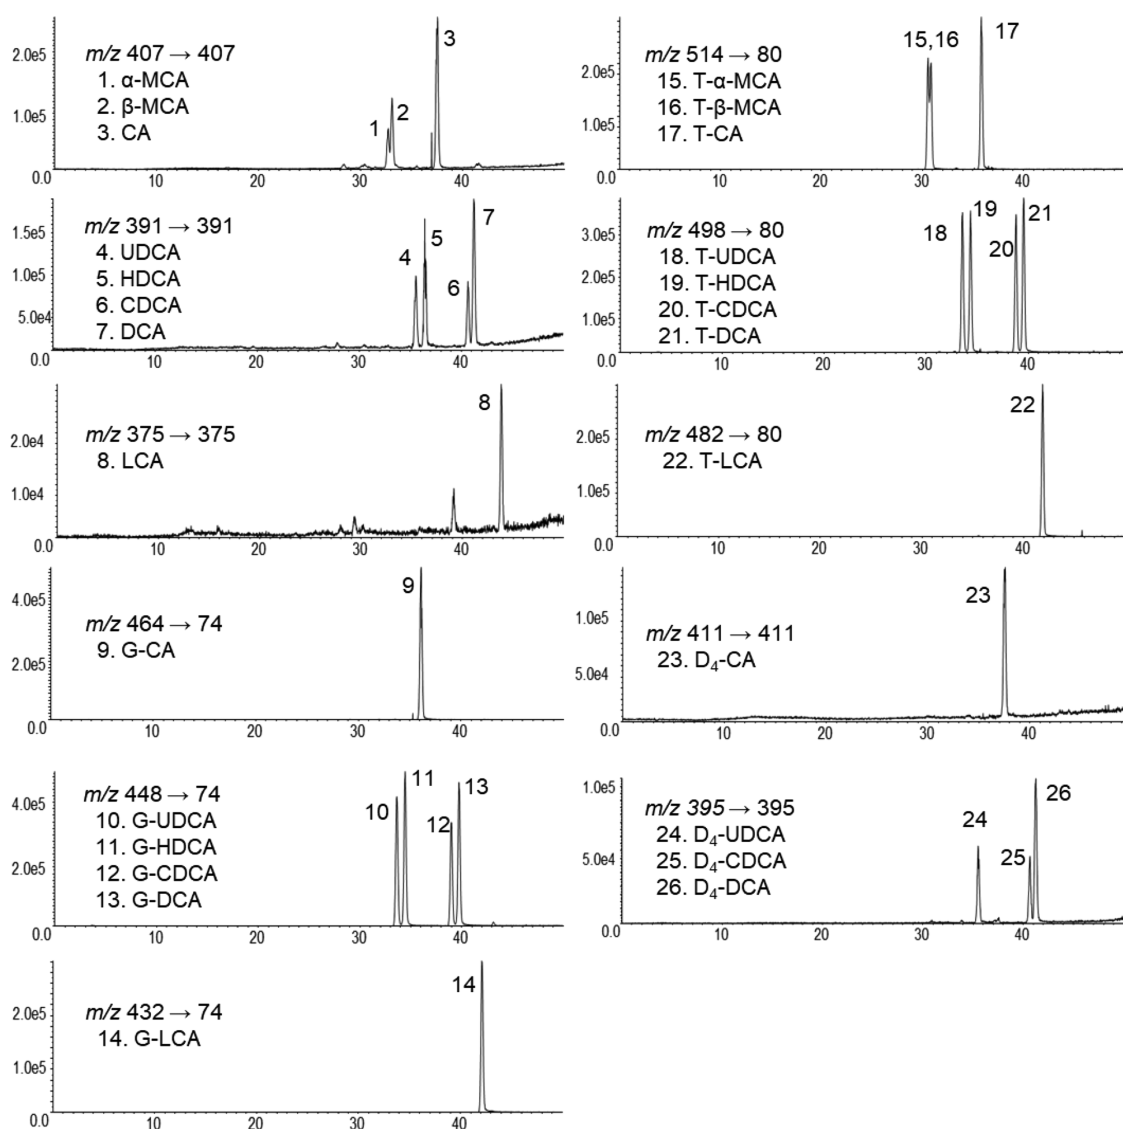 2.0e5
1.0e5
0.0
m/z 407 → 407
1. α-MCA
2. β-MCA
3. CA
1
2
3
10
20
30
40
2.0e5
1.0e5
0.0
m/z 514 → 80
15. T-α-MCA
16. T-β-MCA
17. T-CA
15,16
17
10
20
30
40
1.5e5
1.0e5
5.0e4
0.0
m/z 391 → 391
4. UDCA
5. HDCA
6. CDCA
7. DCA
4
5
6
7
10
20
30
40
3.0e5
2.0e5
1.0e5
0.0
m/z 498 → 80
18. T-UDCA
19. T-HDCA
20. T-CDCA
21. T-DCA
18
19
20
21
10
20
30
40
2.0e4
1.0e4
0.0
m/z 375 → 375
8. LCA
8
10
20
30
40
2.0e5
1.0e5
0.0
m/z 482 → 80
22. T-LCA
22
10
20
30
40
4.0e5
2.0e5
0.0
m/z 464 → 74
9. G-CA
9
10
20
30
40
1.0e5
5.0e4
0.0
m/z 411 → 411
23. D₄-CA
23
10
20
30
40
4.0e5
2.0e5
0.0
m/z 448 → 74
10. G-UDCA
11. G-HDCA
12. G-CDCA
13. G-DCA
10
11
12
13
10
20
30
40
1.0e5
5.0e4
0.0
m/z 395 → 395
24. D₄-UDCA
25. D₄-CDCA
26. D₄-DCA
24
25
26
10
20
30
40
2.0e5
1.0e5
0.0
m/z 432 → 74
14. G-LCA
14
10
20
30
40